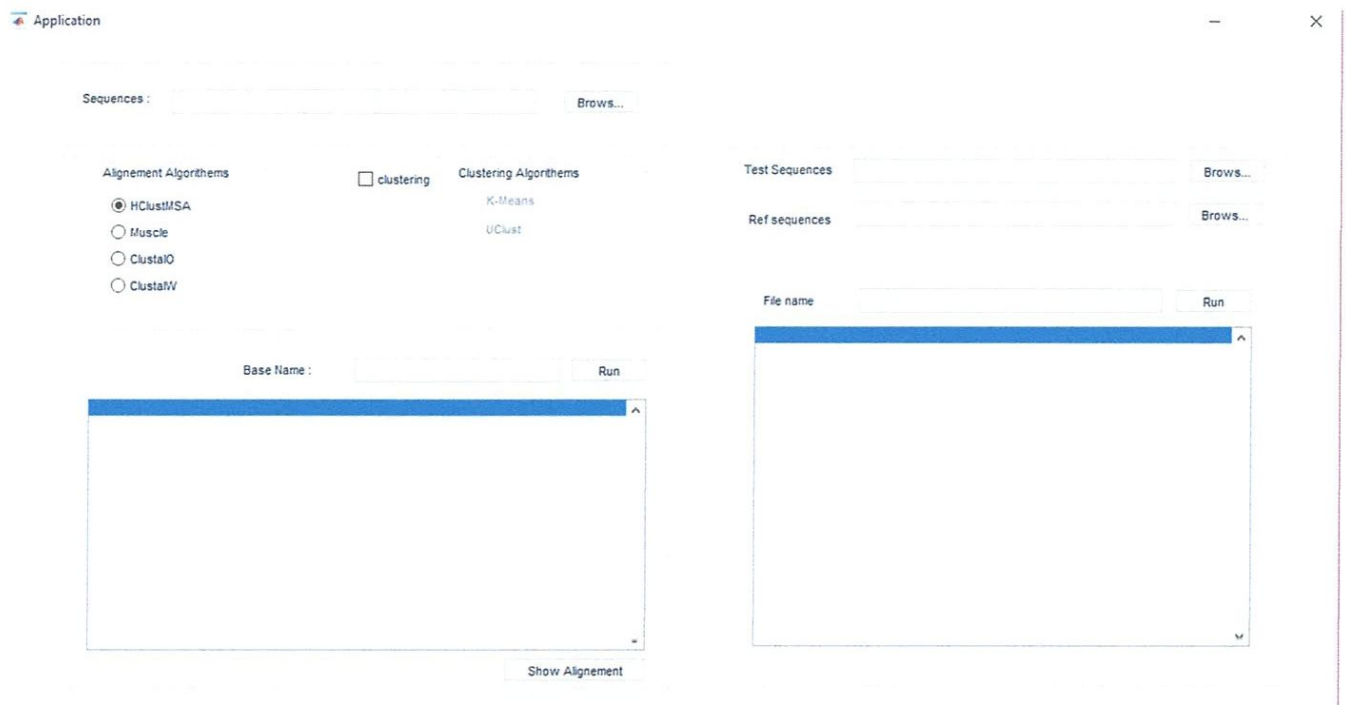 Application
Sequences :
Brows...
Alignement Algorithems
clustering
Clustering Algorithems
HClustMSA
K-Means
Muscle
UClust
ClustalO
ClustalW
Base Name :
Run
Show Alignement
Test Sequences
Brows...
Ref sequences
Brows...
File name
Run